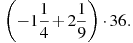 (-1 1/4 + 2 1/9) · 36.